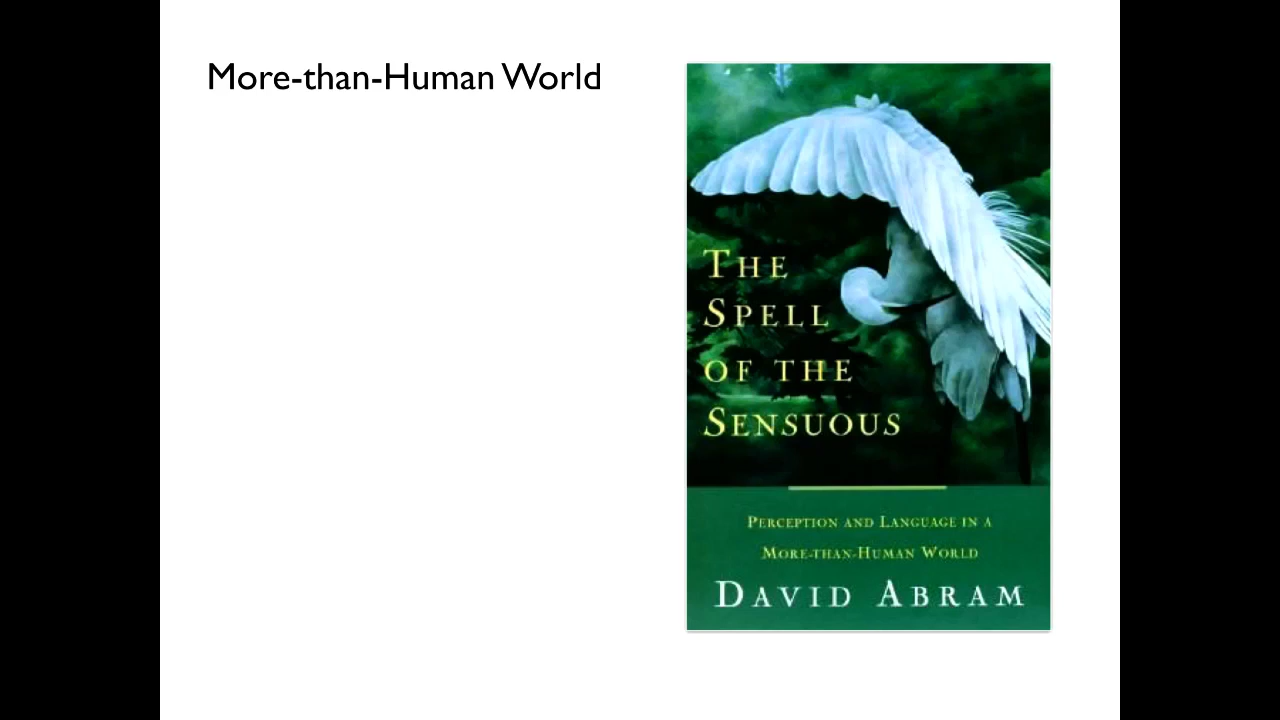 More-than-Human World
THE
SPELL
OF THE
SENSUOUS
PERCEPTION AND LANGUAGE IN A
MORE-THAN-HUMAN WORLD
DAVID ABRAM